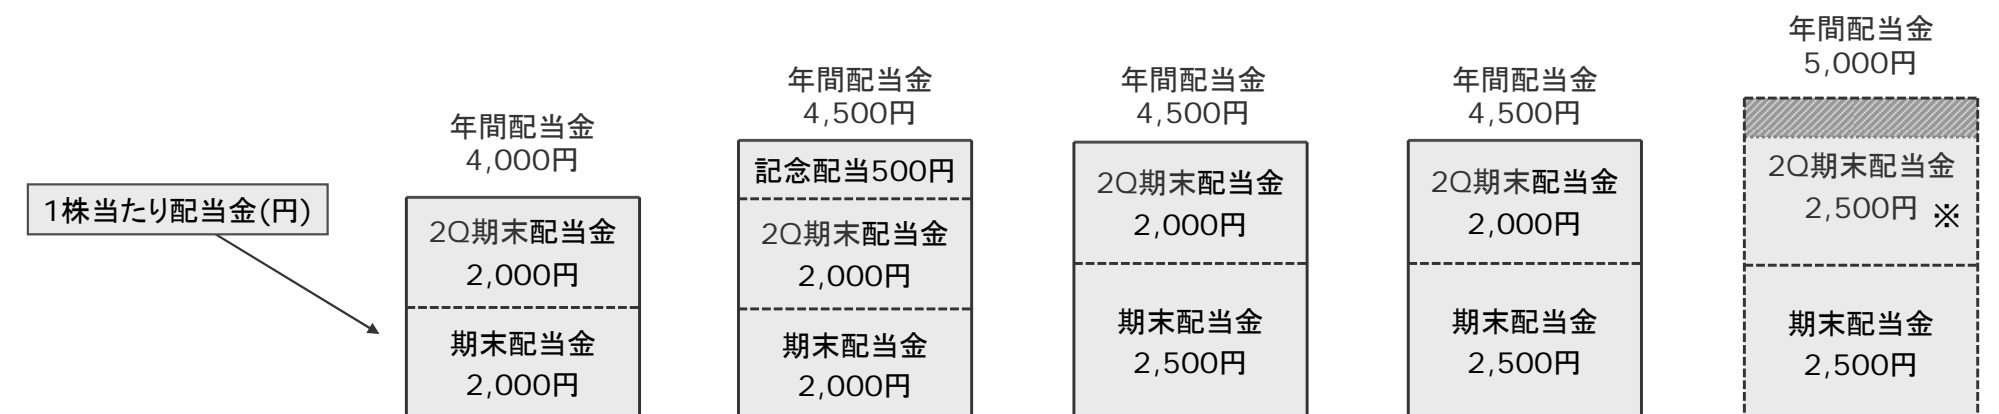 1株当たり配当金(円)
年間配当金
4,000円
2Q期末配当金
2,000円
期末配当金
2,000円
年間配当金
4,500円
記念配当500円
2Q期末配当金
2,000円
期末配当金
2,000円
年間配当金
4,500円
2Q期末配当金
2,000円
期末配当金
2,500円
年間配当金
4,500円
2Q期末配当金
2,000円
期末配当金
2,500円
年間配当金
5,000円
2Q期末配当金
2,500円 ※
期末配当金
2,500円